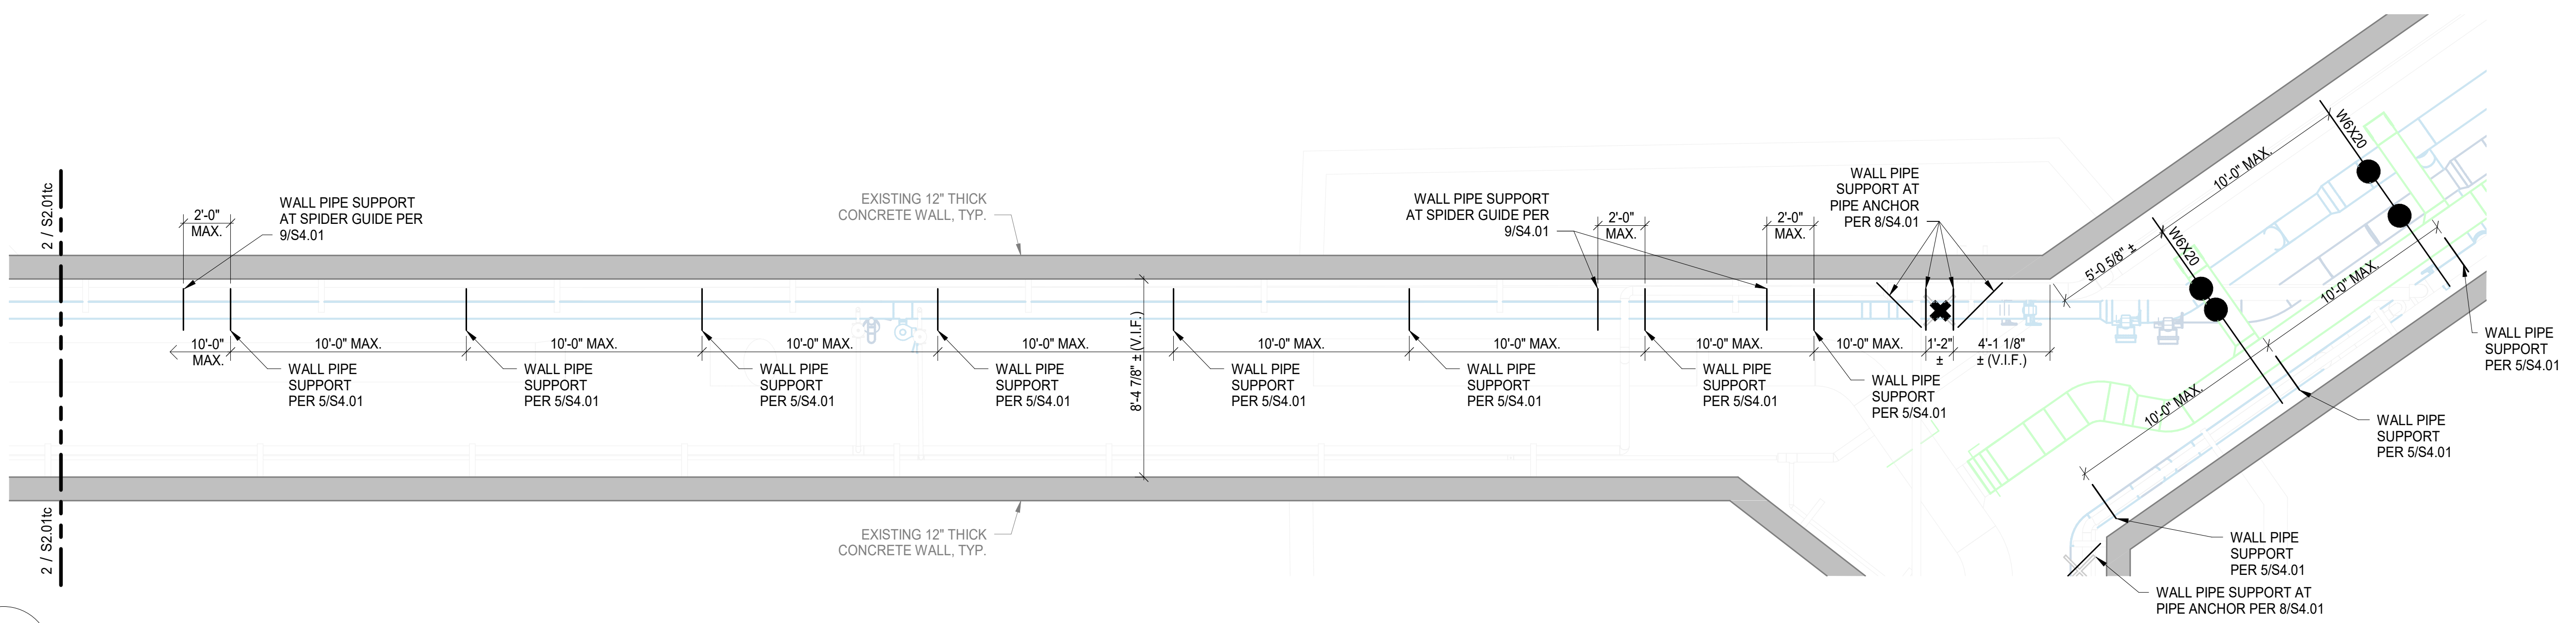 2 / S2.01tc
2 / S2.01tc
2'-0"
MAX.
WALL PIPE SUPPORT
AT SPIDER GUIDE PER
9/S4.01
EXISTING 12" THICK
CONCRETE WALL, TYP.
WALL PIPE SUPPORT
AT SPIDER GUIDE PER
9/S4.01
2'-0"
MAX.
2'-0"
MAX.
WALL PIPE
SUPPORT AT
PIPE ANCHOR
PER 8/S4.01
10'-0"
MAX.
10'-0" MAX.
10'-0" MAX.
10'-0" MAX.
10'-0" MAX.
10'-0" MAX.
10'-0" MAX.
10'-0" MAX.
10'-0" MAX.
1'-2"
±
4'-1 1/8"
± (V.I.F.)
8'-4 7/8" ± (V.I.F.)
WALL PIPE
SUPPORT
PER 5/S4.01
WALL PIPE
SUPPORT
PER 5/S4.01
WALL PIPE
SUPPORT
PER 5/S4.01
WALL PIPE
SUPPORT
PER 5/S4.01
WALL PIPE
SUPPORT
PER 5/S4.01
WALL PIPE
SUPPORT
PER 5/S4.01
WALL PIPE
SUPPORT
PER 5/S4.01
WALL PIPE
SUPPORT
PER 5/S4.01
EXISTING 12" THICK
CONCRETE WALL, TYP.
5'-0 5/8" ±
10'-0" MAX.
W6X20
W6X20
10'-0" MAX.
10'-0" MAX.
WALL PIPE
SUPPORT
PER 5/S4.01
WALL PIPE
SUPPORT
PER 5/S4.01
WALL PIPE
SUPPORT
PER 5/S4.01
WALL PIPE SUPPORT AT
PIPE ANCHOR PER 8/S4.01